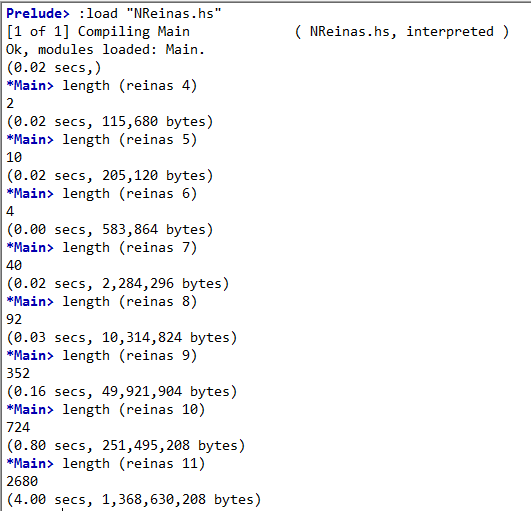 Prelude> :load "NReinas.hs"
[1 of 1] Compiling Main             ( NReinas.hs, interpreted )
Ok, modules loaded: Main.
(0.02 secs,)
*Main> length (reinas 4)
2
(0.02 secs, 115,680 bytes)
*Main> length (reinas 5)
10
(0.02 secs, 205,120 bytes)
*Main> length (reinas 6)
4
(0.00 secs, 583,864 bytes)
*Main> length (reinas 7)
40
(0.02 secs, 2,284,296 bytes)
*Main> length (reinas 8)
92
(0.03 secs, 10,314,824 bytes)
*Main> length (reinas 9)
352
(0.16 secs, 49,921,904 bytes)
*Main> length (reinas 10)
724
(0.80 secs, 251,495,208 bytes)
*Main> length (reinas 11)
2680
(4.00 secs, 1,368,630,208 bytes)